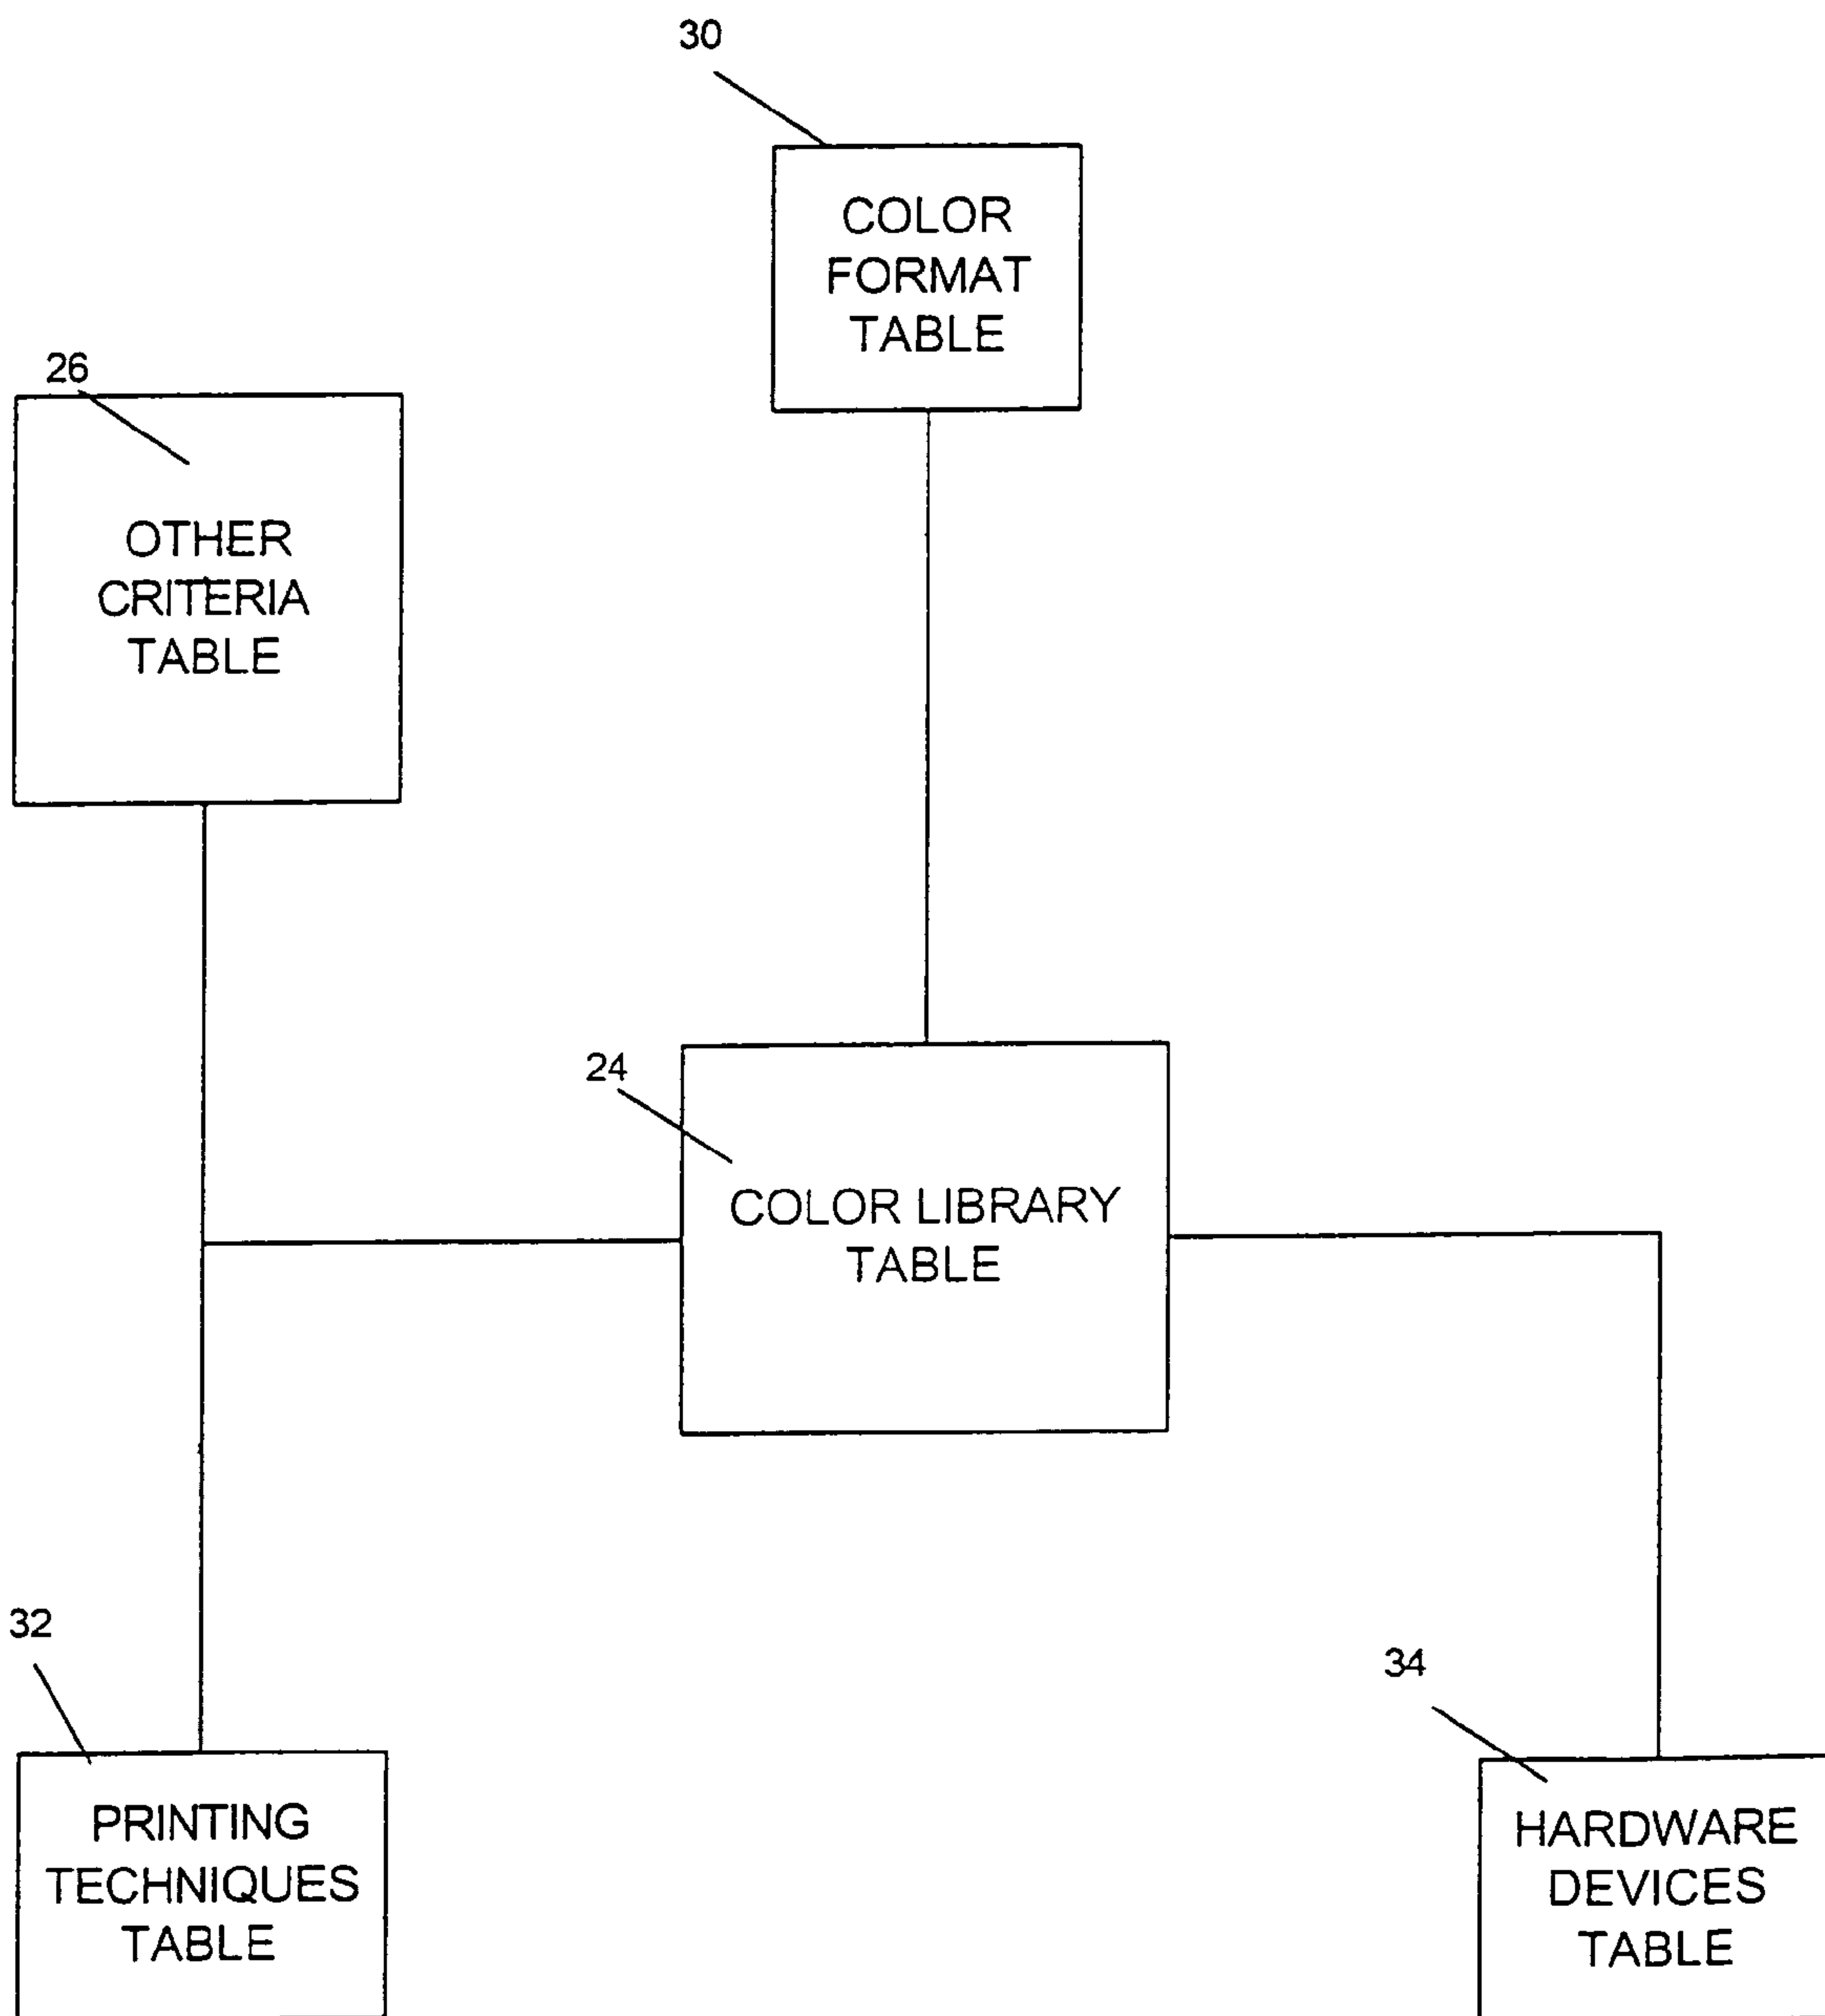 30
COLOR
FORMAT
TABLE
26
OTHER
CRITERIA
TABLE
24
COLOR LIBRARY
TABLE
32
PRINTING
TECHNIQUES
TABLE
34
HARDWARE
DEVICES
TABLE